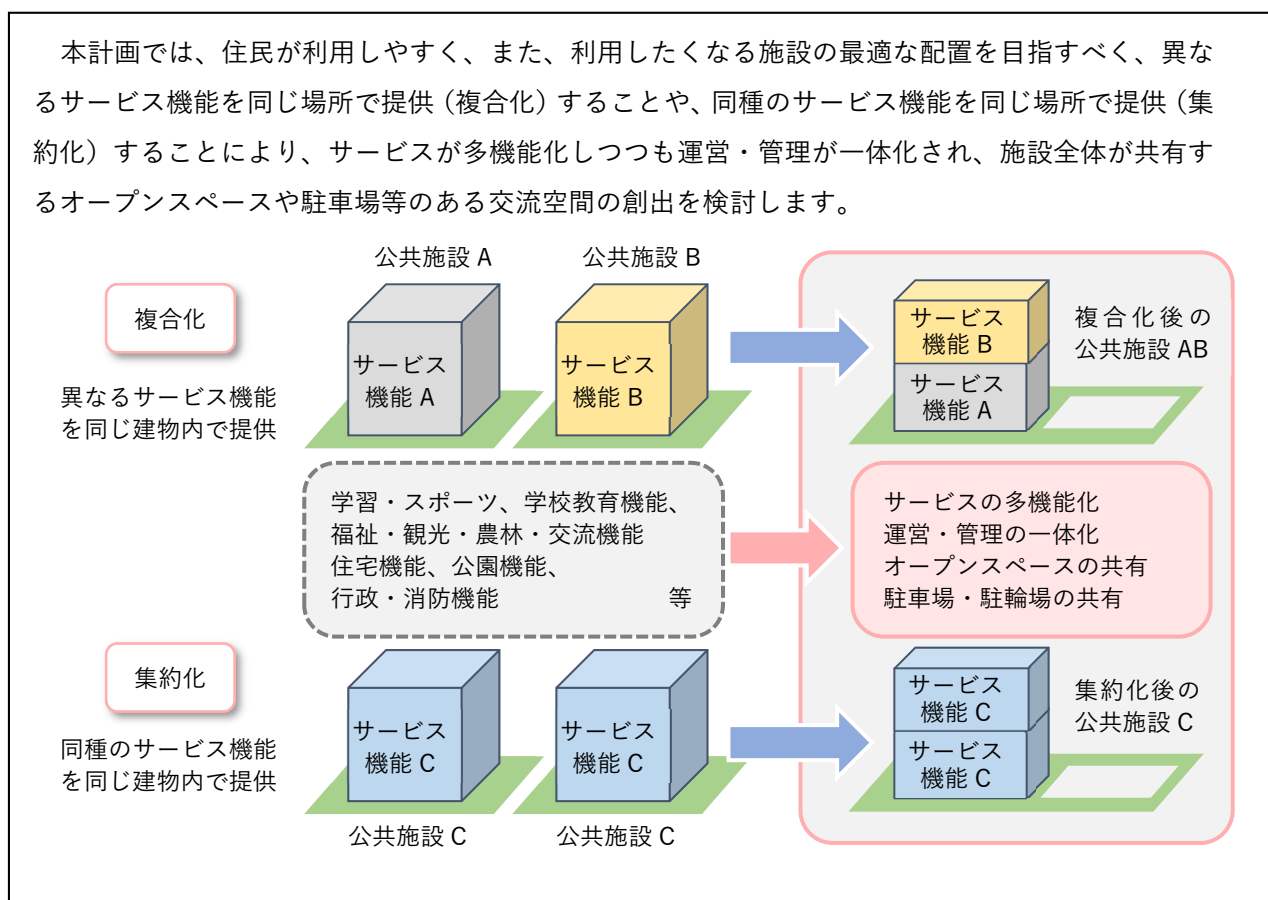 本計画では、住民が利用しやすく、また、利用したくなる施設の最適な配置を目指すべく、異な
るサービス機能を同じ場所で提供（複合化）することや、同種のサービス機能を同じ場所で提供（集
約化）することにより、サービスが多機能化しつつも運営・管理が一体化され、施設全体が共有す
るオープンスペースや駐車場等のある交流空間の創出を検討します。
公共施設 A
公共施設 B
複合化
異なるサービス機能
を同じ建物内で提供
サービス
機能 A
サービス
機能 B
サービス
機能 B
サービス
機能 A
複合化後の
公共施設 AB
学習・スポーツ、学校教育機能、
福祉・観光・農林・交流機能
住宅機能、公園機能、
行政・消防機能 等
サービスの多機能化
運営・管理の一体化
オープンスペースの共有
駐車場・駐輪場の共有
集約化
同種のサービス機能
を同じ建物内で提供
サービス
機能 C
サービス
機能 C
サービス
機能 C
サービス
機能 C
集約化後の
公共施設 C
公共施設 C
公共施設 C